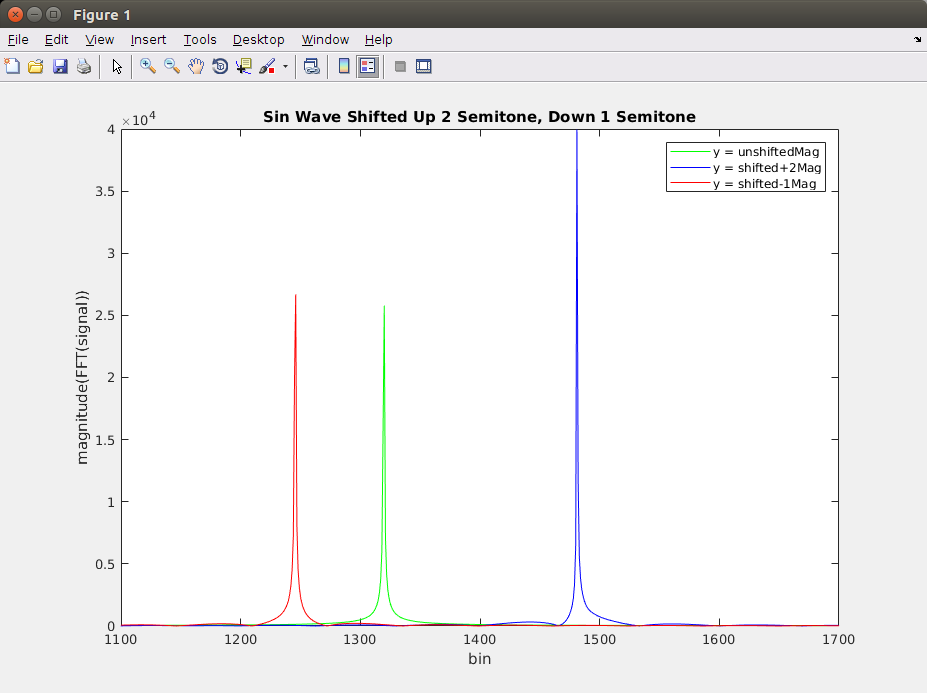 Figure 1
File Edit View Insert Tools Desktop Window Help
Sin Wave Shifted Up 2 Semitone, Down 1 Semitone
×10^4
y = unshiftedMag
y = shifted+2Mag
y = shifted-1Mag
4
3.5
3
2.5
2
1.5
1
0.5
0
magnitude(FFT(signal))
1100 1200 1300 1400 1500 1600 1700
bin